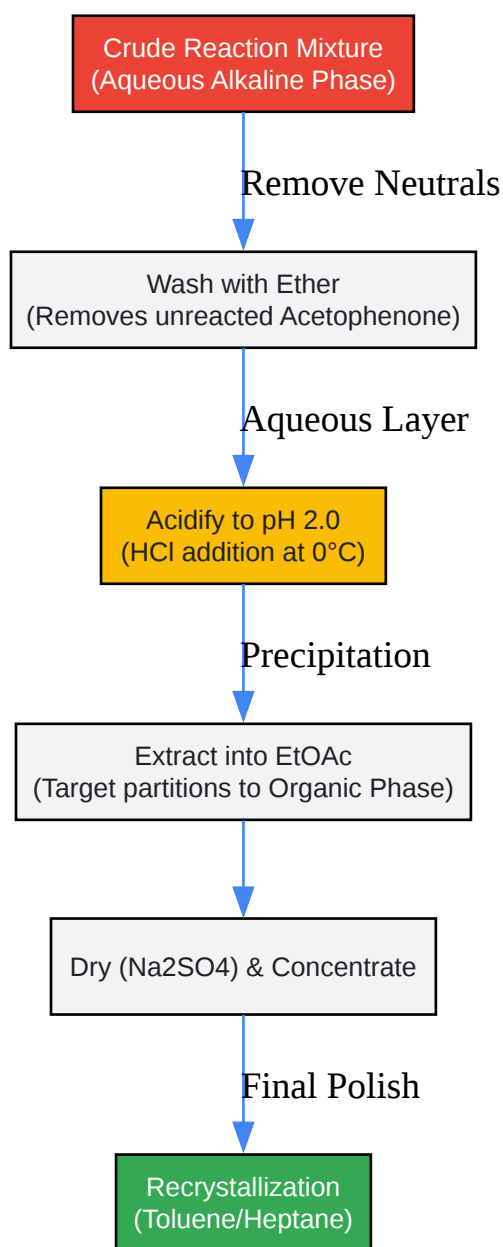 Crude Reaction Mixture
(Aqueous Alkaline Phase)
Remove Neutrals
Wash with Ether
(Removes unreacted Acetophenone)
Aqueous Layer
Acidify to pH 2.0
(HCl addition at 0°C)
Precipitation
Extract into EtOAc
(Target partitions to Organic Phase)
Dry (Na2SO4) & Concentrate
Final Polish
Recrystallization
(Toluene/Heptane)